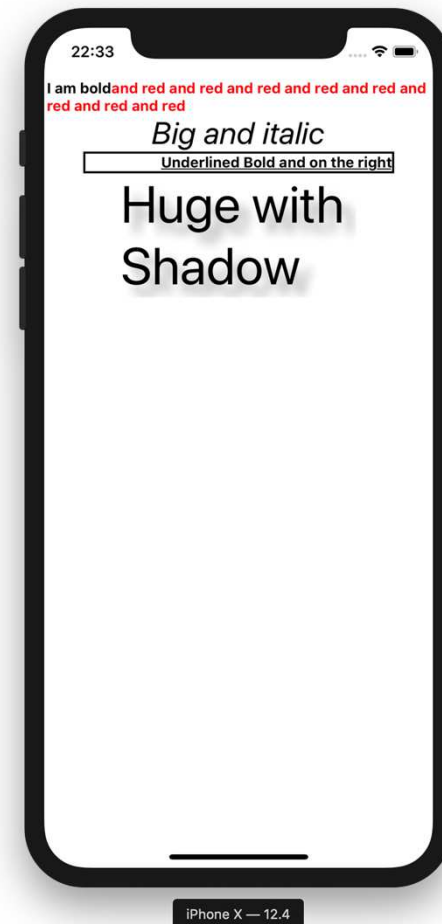 22:33
I am boldand red and red and red and red and red and
red and red and red
Big and italic
Underlined Bold and on the right
Huge with
Shadow
iPhone X — 12.4